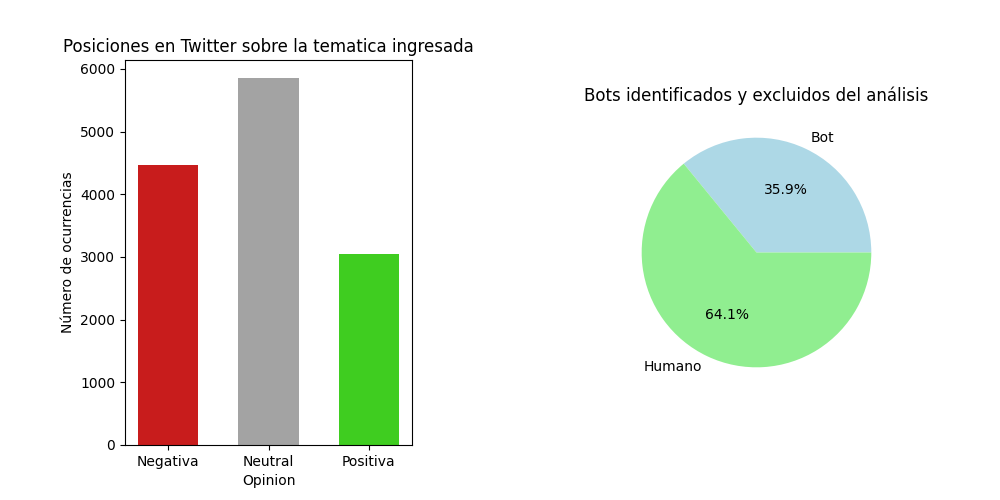 Posiciones en Twitter sobre la tematica ingresada
6000
5000
4000
3000
2000
1000
0
Número de ocurrencias
Negativa
Neutral
Positiva
Opinion
Bots identificados y excluidos del análisis
Bot
35.9%
64.1%
Humano